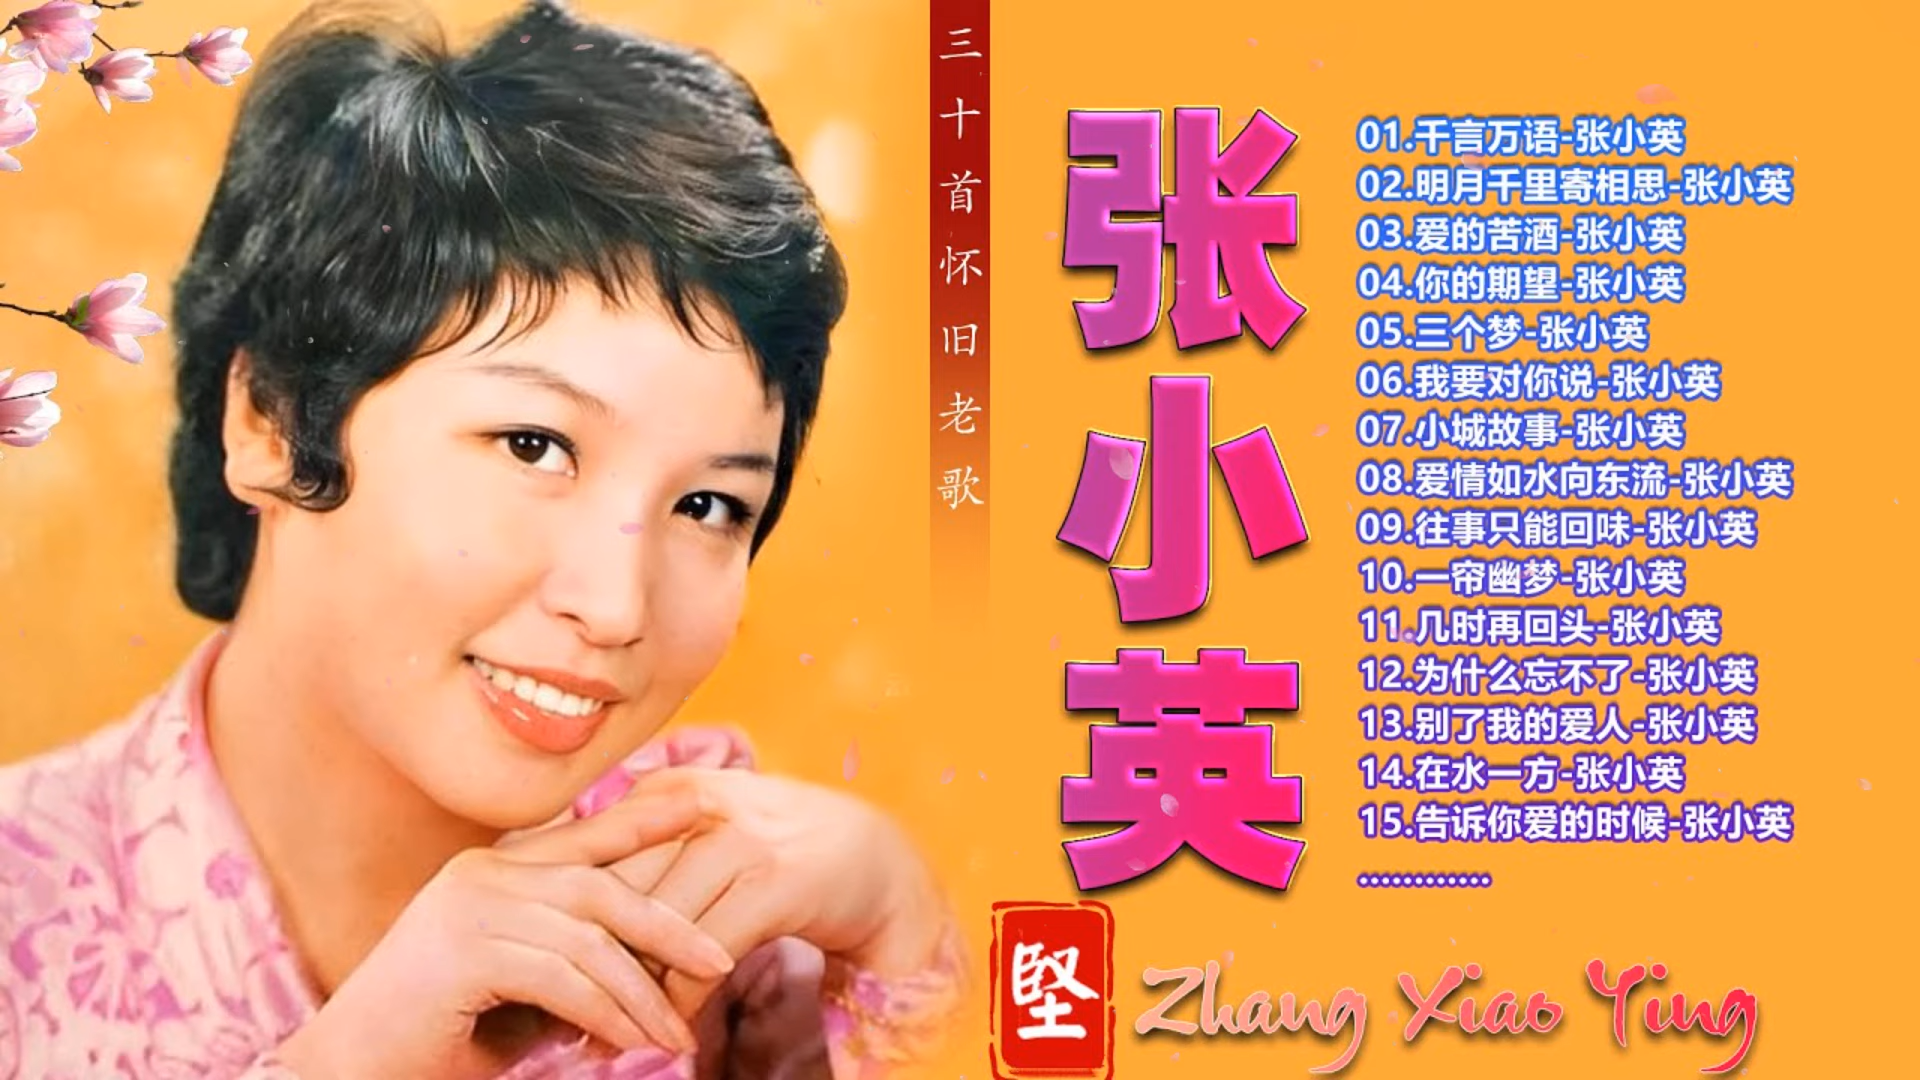 三十首怀旧老歌
张小英
01.千言万语-张小英
02.明月千里寄相思-张小英
03.爱的苦酒-张小英
04.你的期望-张小英
05.三个梦-张小英
06.我要对你说-张小英
07.小城故事-张小英
08.爱情如水向东流-张小英
09.往事只能回味-张小英
10.一帘幽梦-张小英
11.几时再回头-张小英
12.为什么忘不了-张小英
13.别了我的爱人-张小英
14.在水一方-张小英
15.告诉你爱的时候-张小英
............
堅
Zhang Xiao Ying